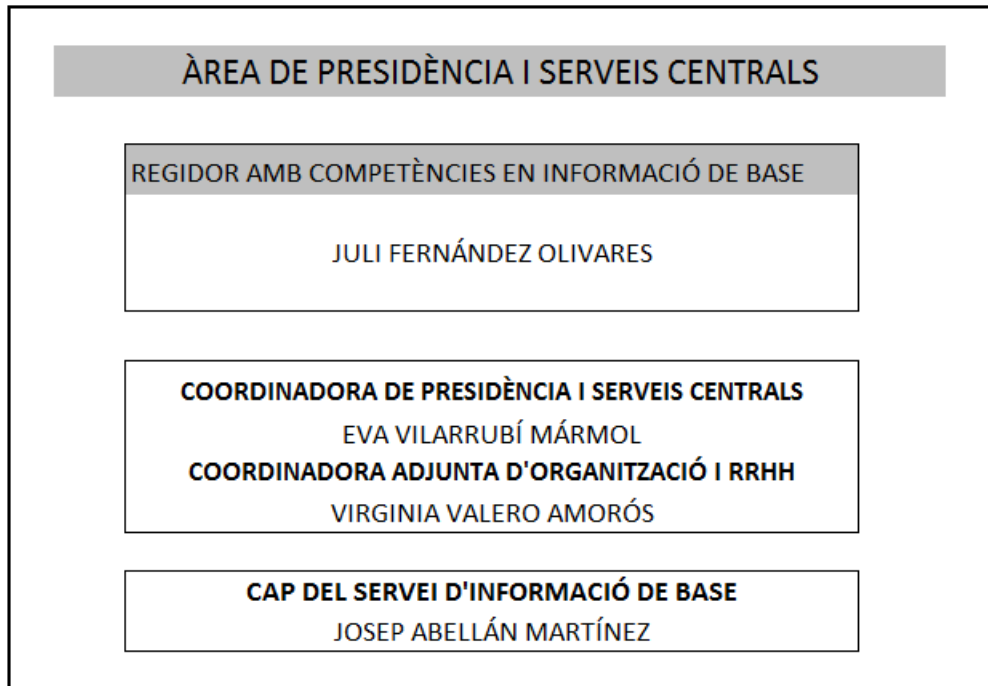 ÀREA DE PRESIDÈNCIA I SERVEIS CENTRALS
REGIDOR AMB COMPETÈNCIES EN INFORMACIÓ DE BASE
JULI FERNÁNDEZ OLIVARES
COORDINADORA DE PRESIDÈNCIA I SERVEIS CENTRALS
EVA VILARRUBÍ MÁRMOL
COORDINADORA ADJUNTA D'ORGANITZACIÓ I RRHH
VIRGINIA VALERO AMORÓS
CAP DEL SERVEI D'INFORMACIÓ DE BASE
JOSEP ABELLÁN MARTÍNEZ